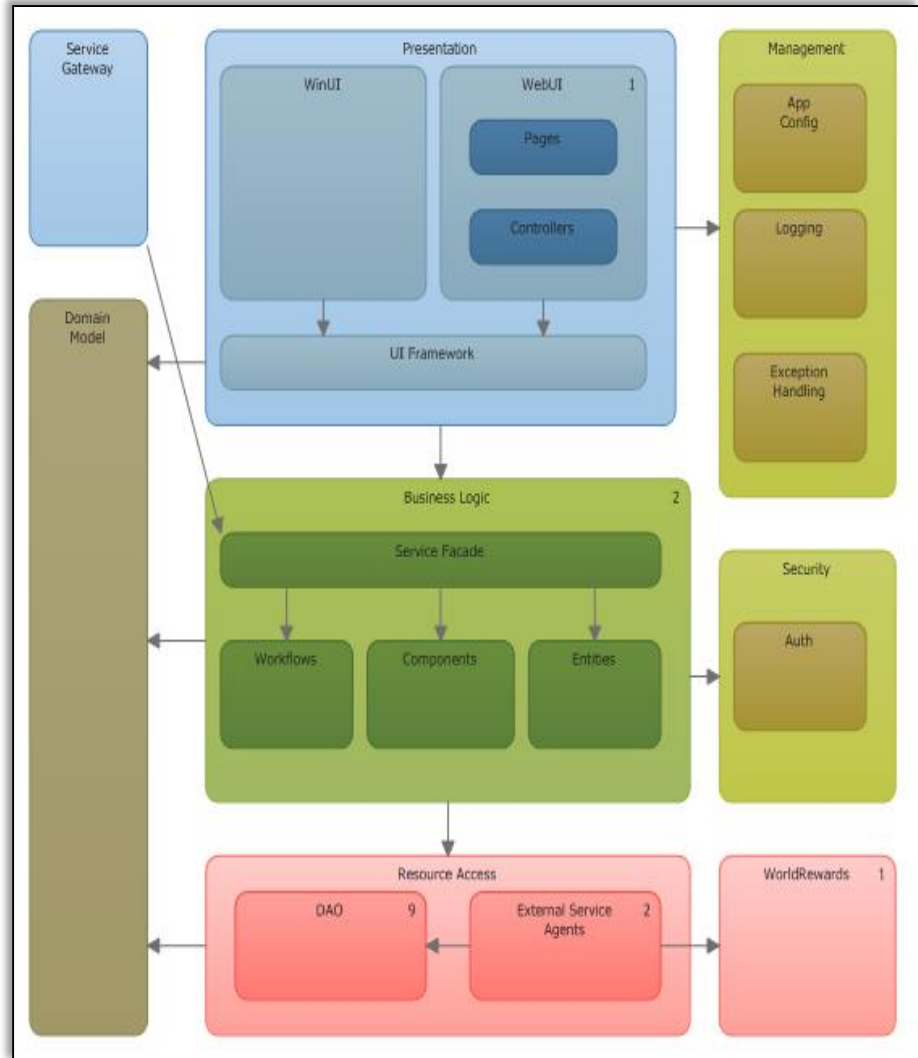 Service
Gateway
Presentation
WinUI
WebUI 1
Pages
Controllers
UI Framework
Management
App
Config
Logging
Exception
Handling
Domain
Model
Business Logic 2
Service Facade
Workflows
Components
Entities
Security
Auth
Resource Access
DAO 9
External Service 2
Agents
WorldRewards 1